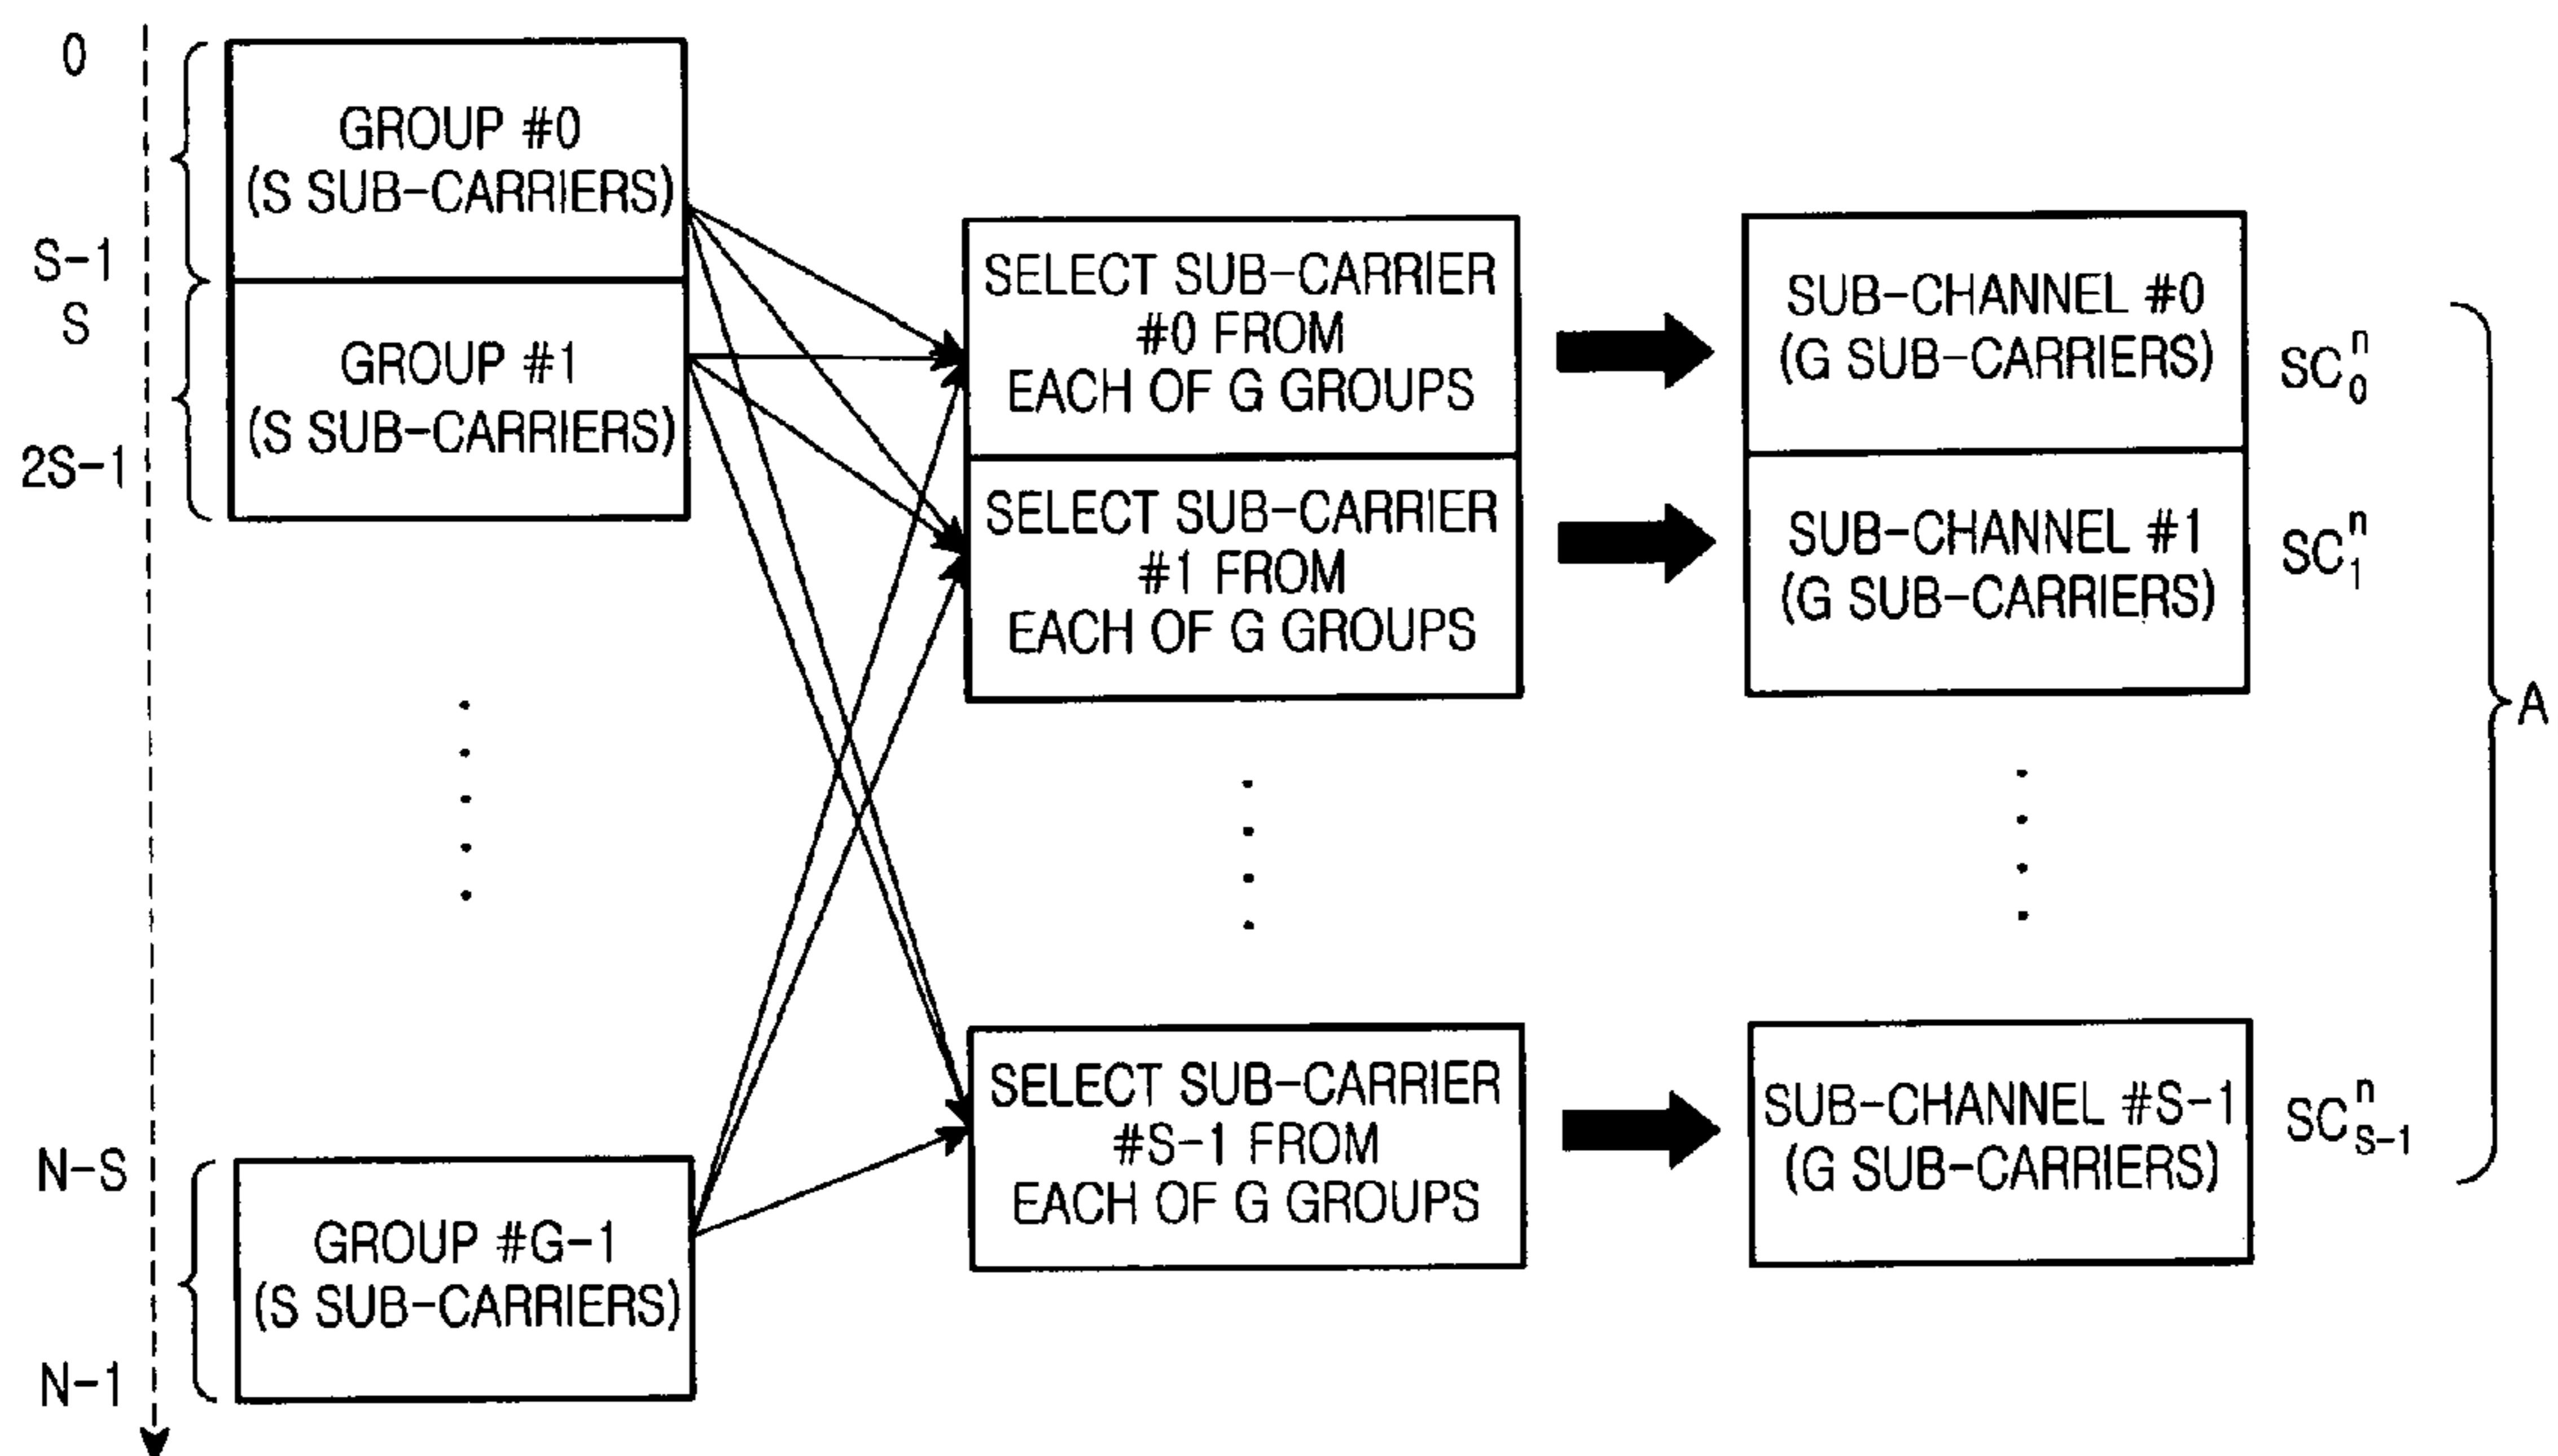 0
GROUP #0
(S SUB-CARRIERS)
S-1
S
GROUP #1
(S SUB-CARRIERS)
2S-1
N-S
GROUP #G-1
(S SUB-CARRIERS)
N-1
SELECT SUB-CARRIER
#0 FROM
EACH OF G GROUPS
SELECT SUB-CARRIER
#1 FROM
EACH OF G GROUPS
SELECT SUB-CARRIER
#S-1 FROM
EACH OF G GROUPS
SUB-CHANNEL #0
(G SUB-CARRIERS)
SC₀ⁿ
SUB-CHANNEL #1
(G SUB-CARRIERS)
SC₁ⁿ
SUB-CHANNEL #S-1
(G SUB-CARRIERS)
SC_{S-1}^n
A